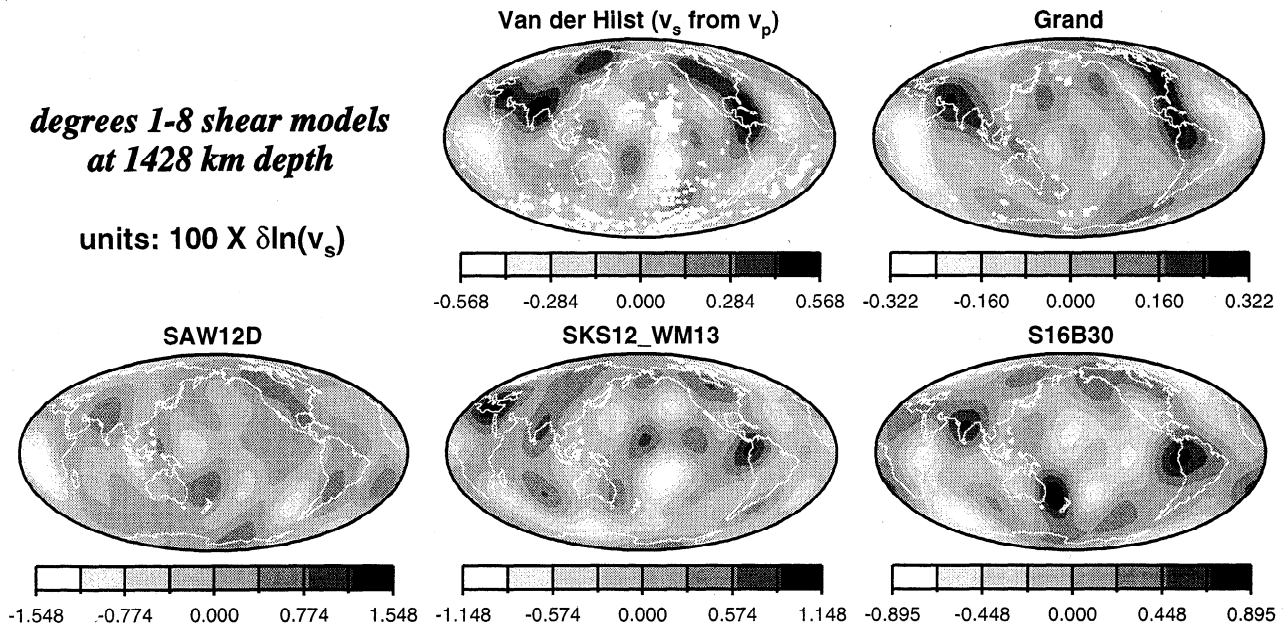 Van der Hilst (vs from vp)
Grand
degrees 1-8 shear models
at 1428 km depth
units: 100 X δln(vs)
-0.568 -0.284 0.000 0.284 0.568
-0.322 -0.160 0.000 0.160 0.322
SAW12D
SKS12_WM13
S16B30
-1.548 -0.774 0.000 0.774 1.548
-1.148 -0.574 0.000 0.574 1.148
-0.895 -0.448 0.000 0.448 0.895